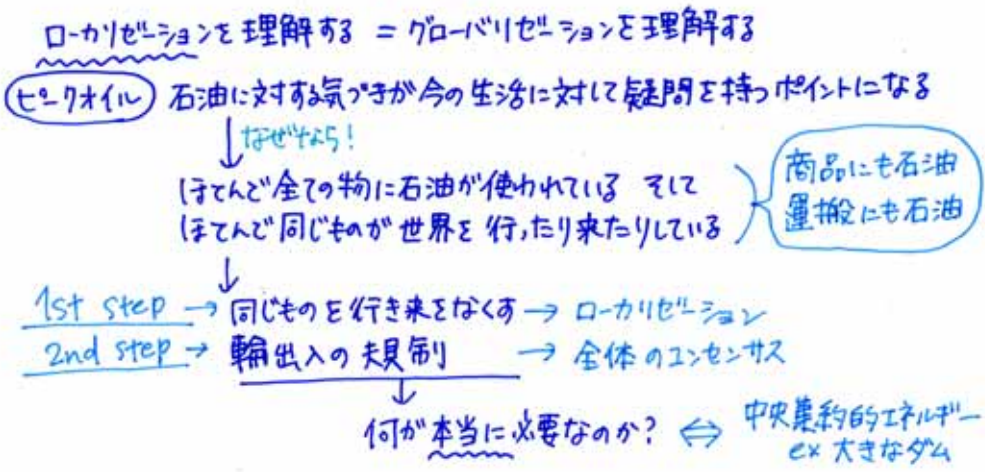 ローカリゼーションを理解する = グローバリゼーションを理解する
ピークオイル 石油に対する気づきが今の生活に対して疑問を持つポイントになる
↓なぜなら!
ほとんど全ての物に石油が使われている そして
ほとんど同じものが世界を行ったり来たりしている
商品にも石油
運搬にも石油
↓
1st step → 同じものを行き来をなくす → ローカリゼーション
2nd step → 輸出入の規制 → 全体のコンセンサス
↓
何が本当に必要なのか? ⇔ 中央集約的エネルギー
ex 大きなダム